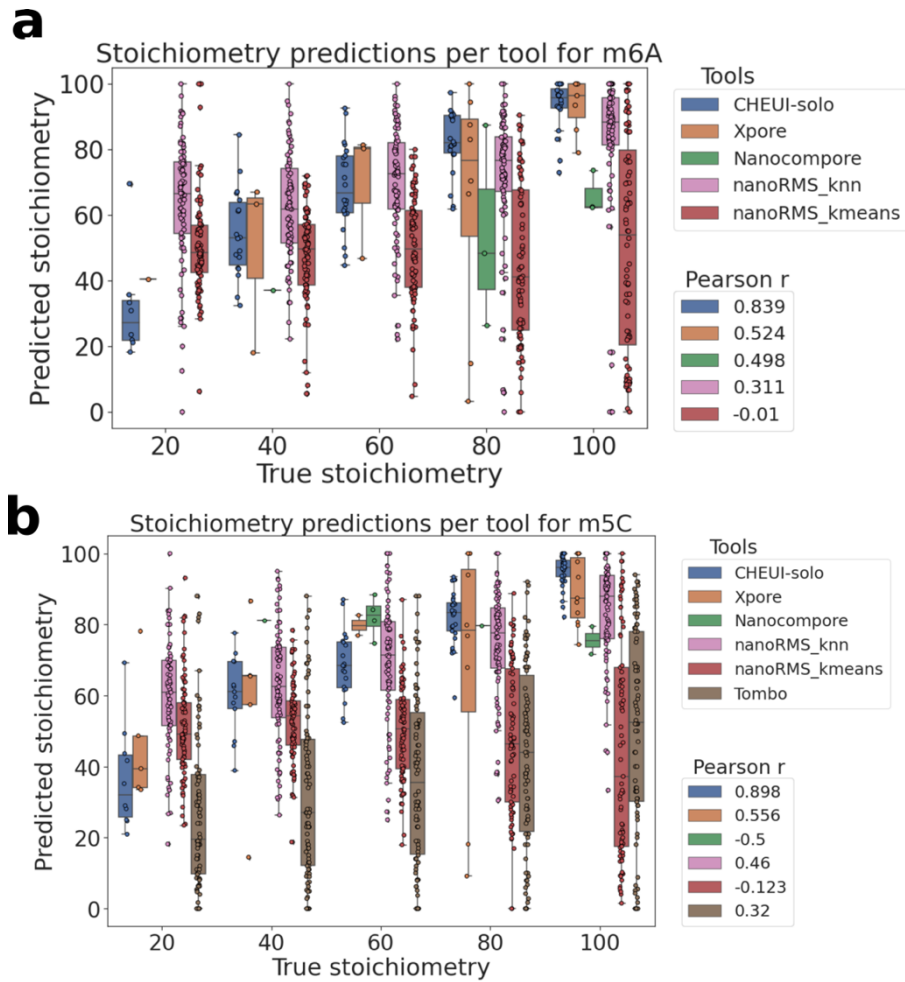 a
Stoichiometry predictions per tool for m6A
Predicted stoichiometry
100
80
60
40
20
0
20 40 60 80 100
True stoichiometry
Tools
CHEUI-solo
Xpore
Nanocompore
nanoRMS_knn
nanoRMS_kmeans
Pearson r
0.839
0.524
0.498
0.311
-0.01
b
Stoichiometry predictions per tool for m5C
Predicted stoichiometry
100
80
60
40
20
0
20 40 60 80 100
True stoichiometry
Tools
CHEUI-solo
Xpore
Nanocompore
nanoRMS_knn
nanoRMS_kmeans
Tombo
Pearson r
0.898
0.556
-0.5
0.46
-0.123
0.32